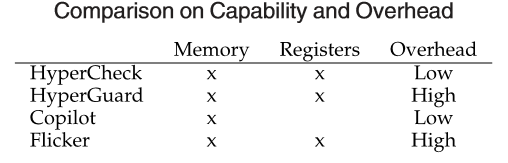 Comparison on Capability and Overhead
Memory Registers Overhead
HyperCheck x x Low
HyperGuard x x High
Copilot x Low
Flicker x x High